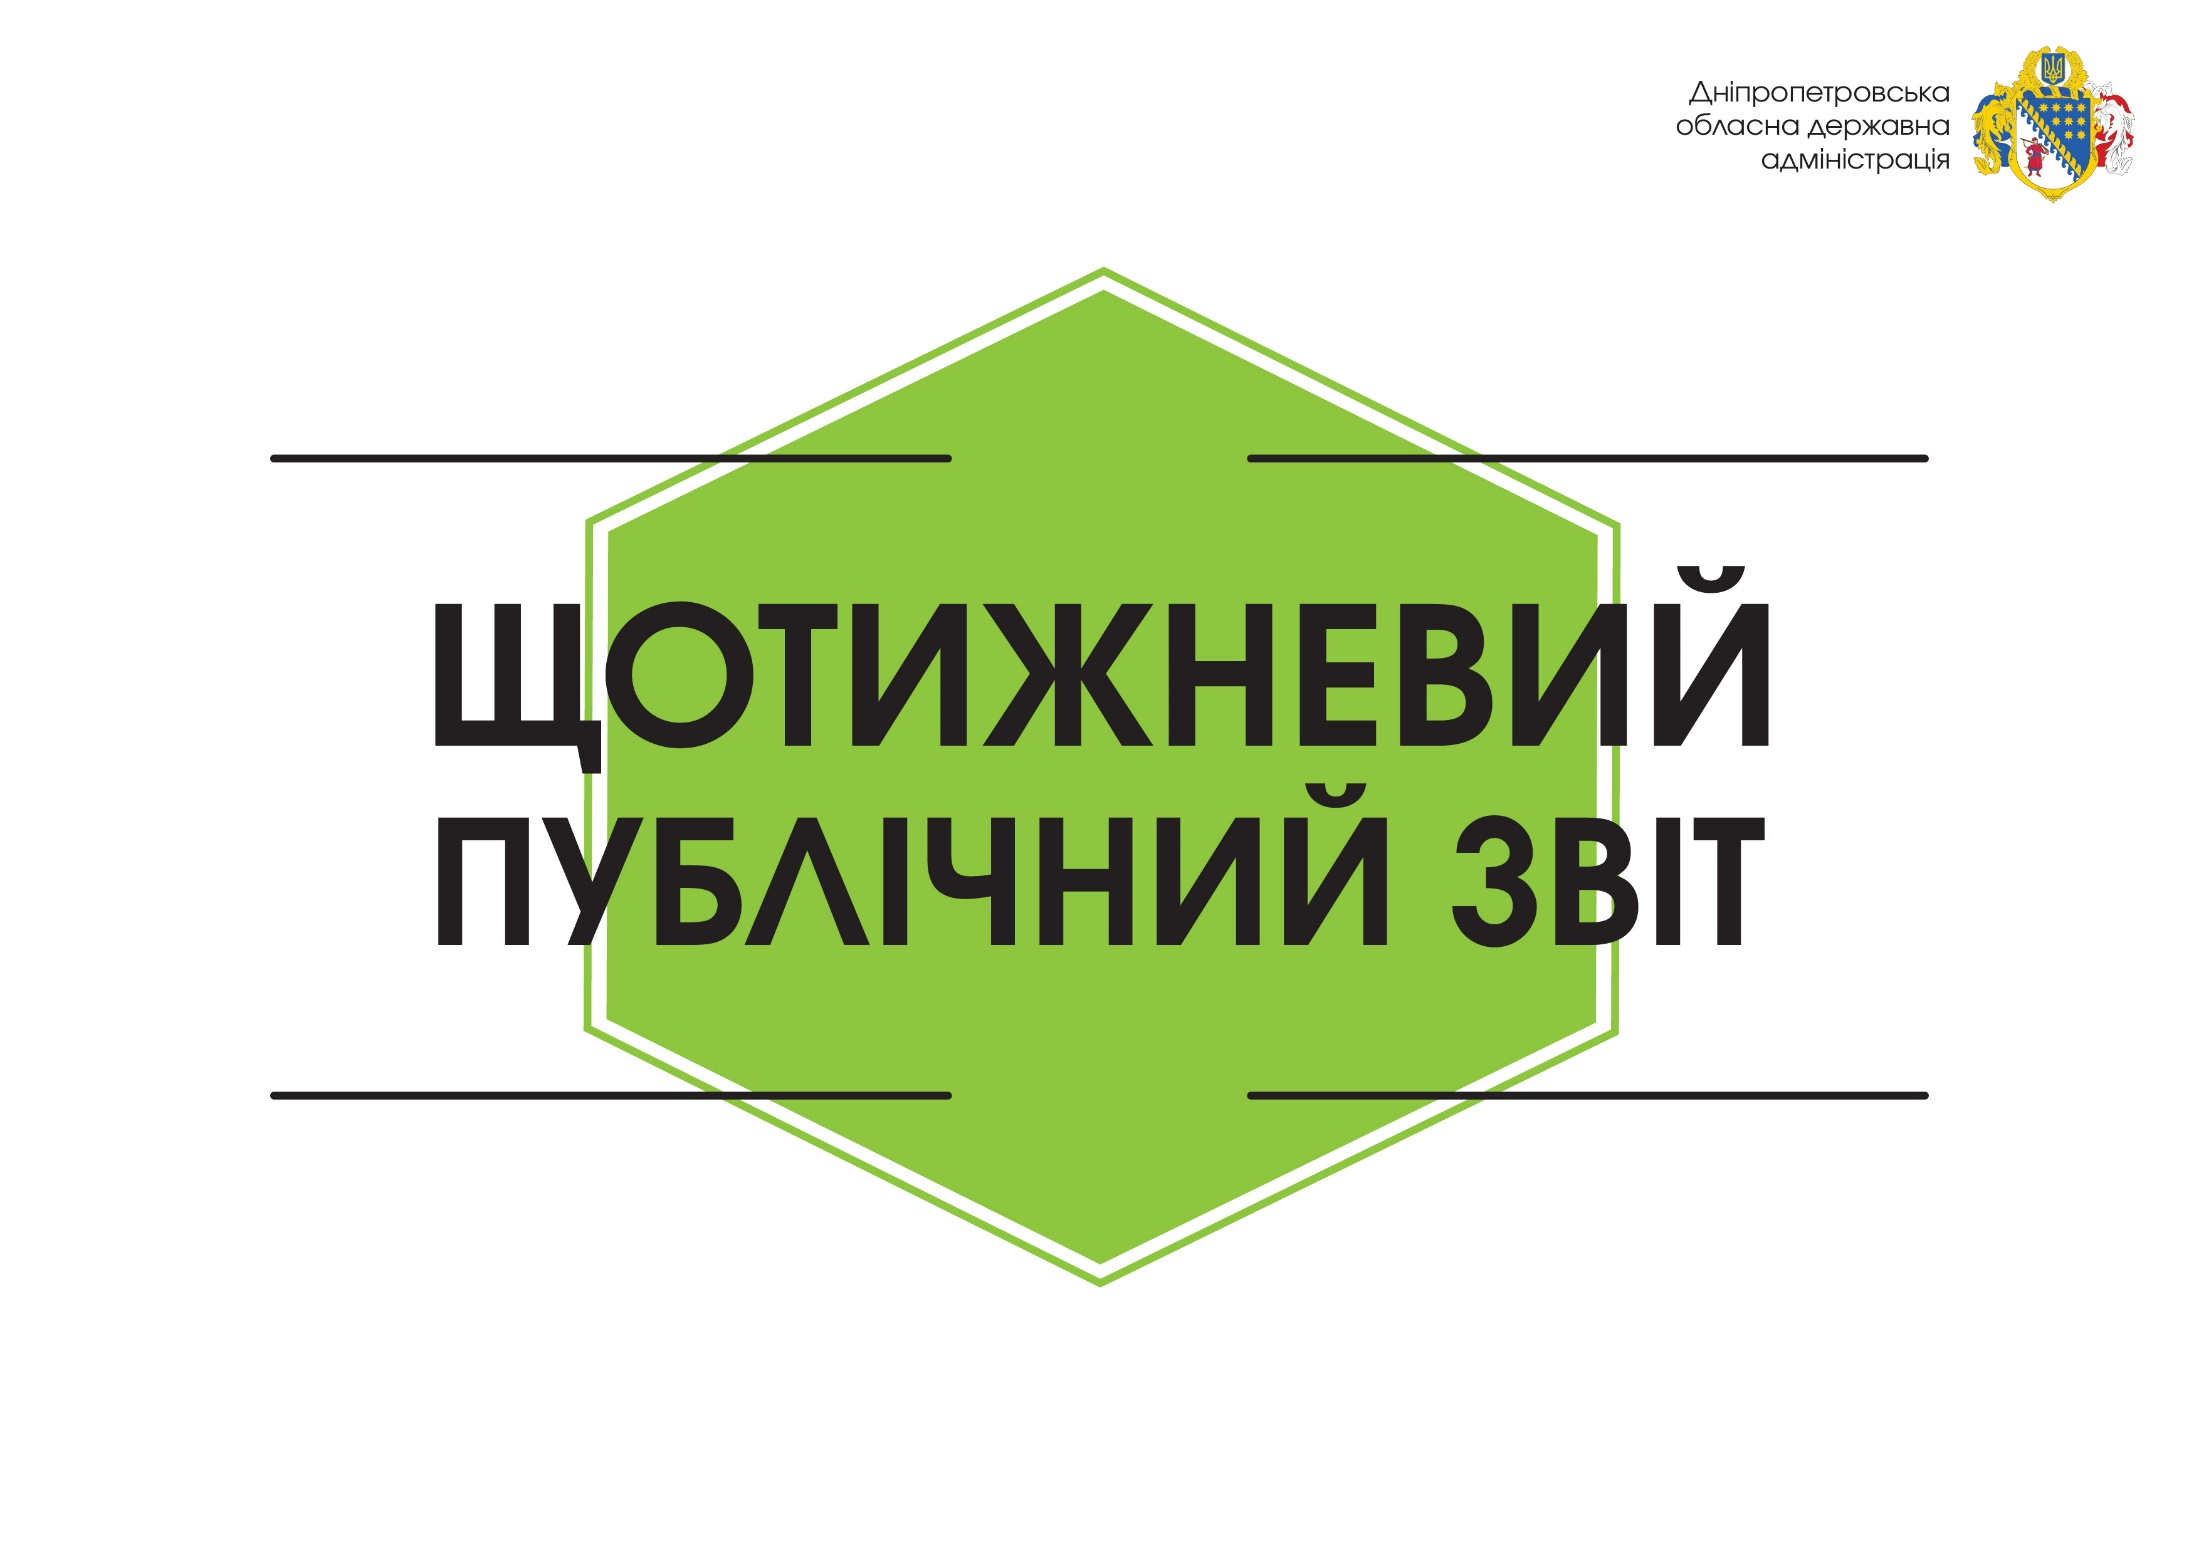 Дніпропетровська
обласна державна
адміністрація
ЩОТИЖНЕВИЙ
ПУБЛІЧНИЙ ЗВІТ